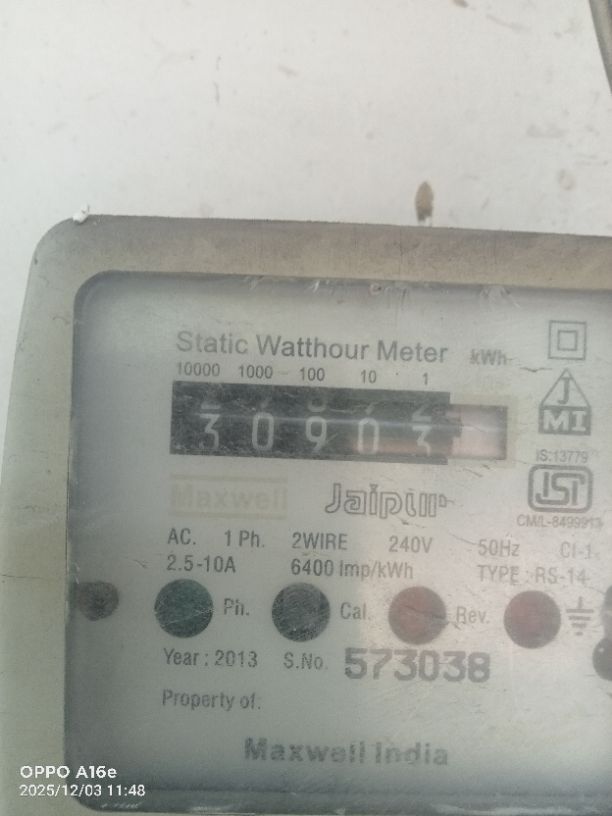 Static Watthour Meter kWh
10000 1000 100 10 1
30903
J
MI
IS:13779
ISI
CM/L-8499913
Maxwell Jaipur
AC. 1 Ph. 2WIRE 240V 50Hz Cl-1
2.5-10A 6400 Imp/kWh TYPE RS-14
Ph. Cal. Rev.
Year : 2013 S.No. 573038
Property of:
Maxwell India
OPPO A16e
2025/12/03 11:48